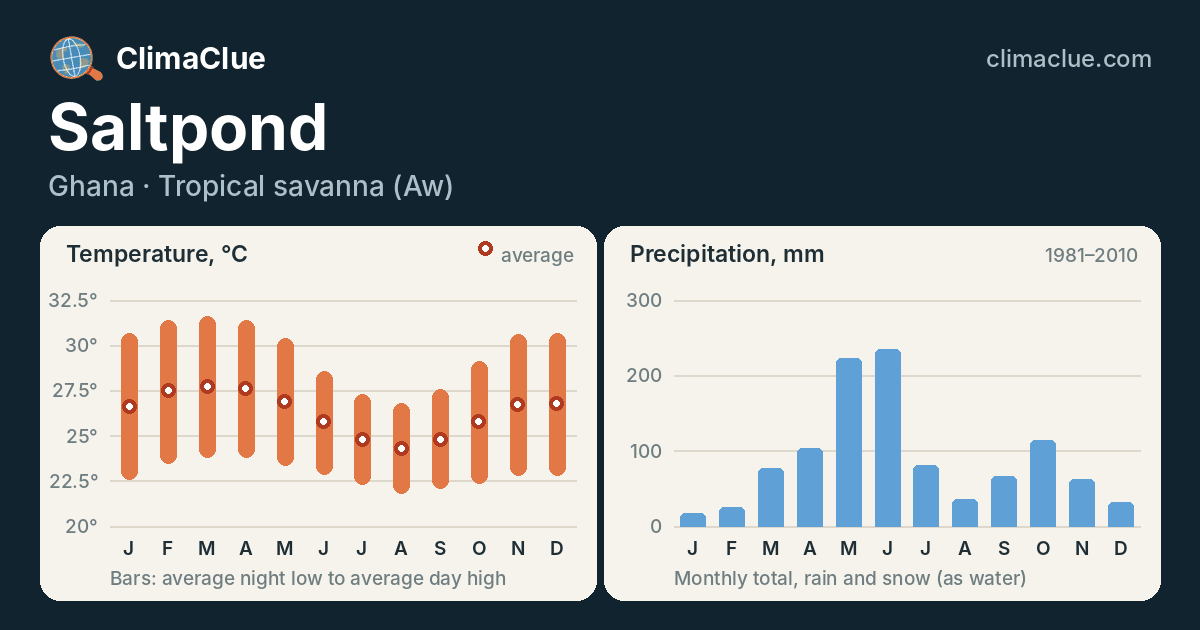 ClimaClue
climaclue.com
Saltpond
Ghana · Tropical savanna (Aw)
Temperature, °C
average
32.5°
30°
27.5°
25°
22.5°
20°
J F M A M J J A S O N D
Bars: average night low to average day high
Precipitation, mm
1981–2010
300
200
100
0
J F M A M J J A S O N D
Monthly total, rain and snow (as water)